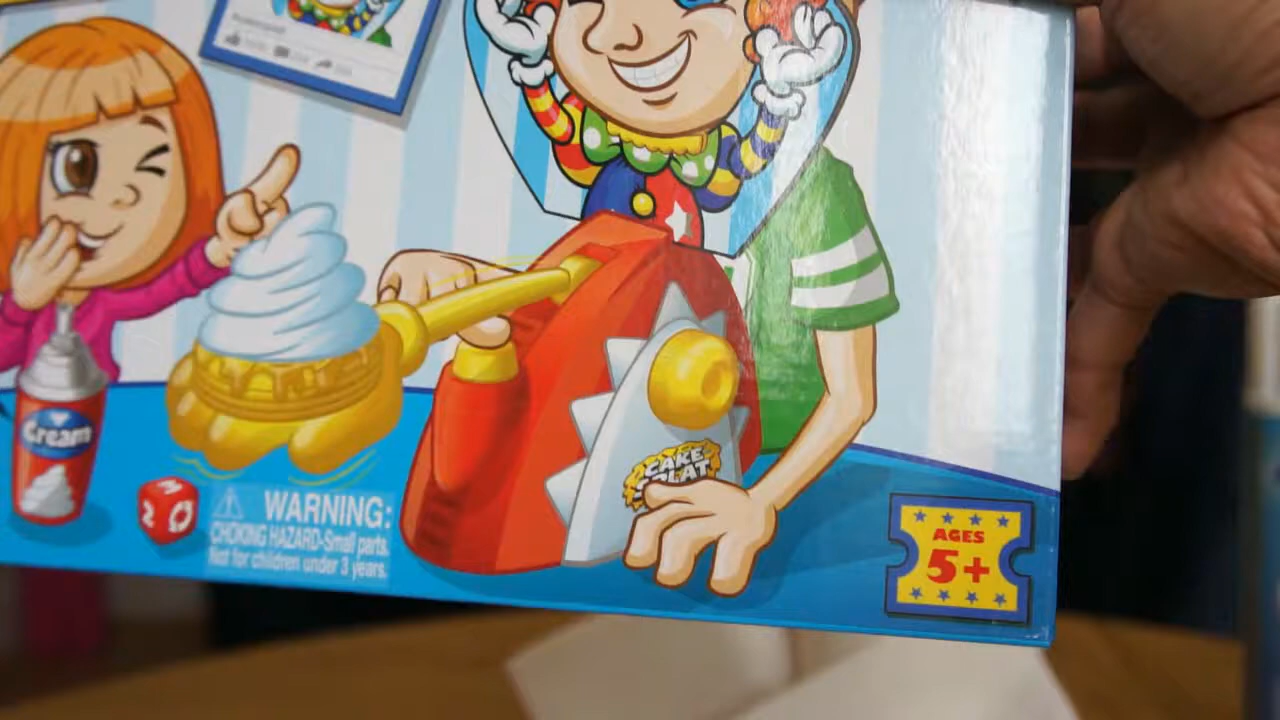 Cream
CAKE
SPLAT
WARNING:
CHOKING HAZARD-Small parts.
Not for children under 3 years.
AGES
5+